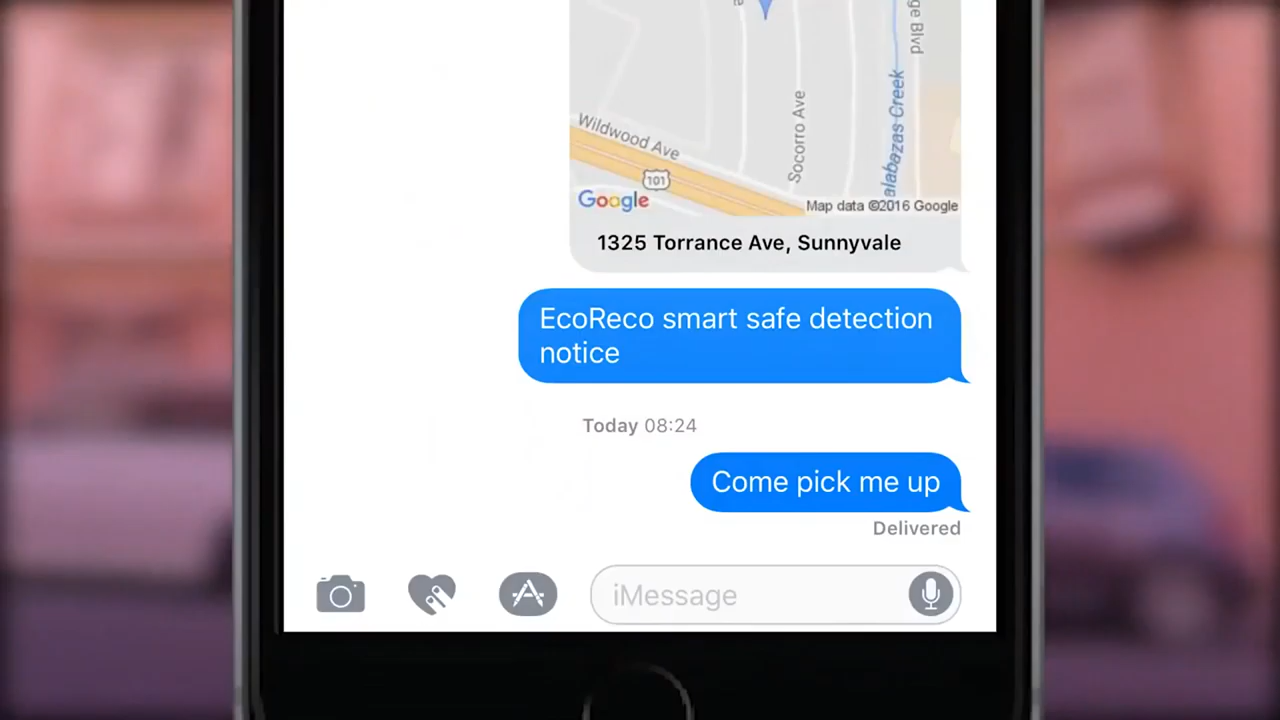 ge Blvd
Wildwood Ave
Socorro Ave
alabazas Creek
101
Google
Map data ©2016 Google
1325 Torrance Ave, Sunnyvale
EcoReco smart safe detection
notice
Today 08:24
Come pick me up
Delivered
iMessage